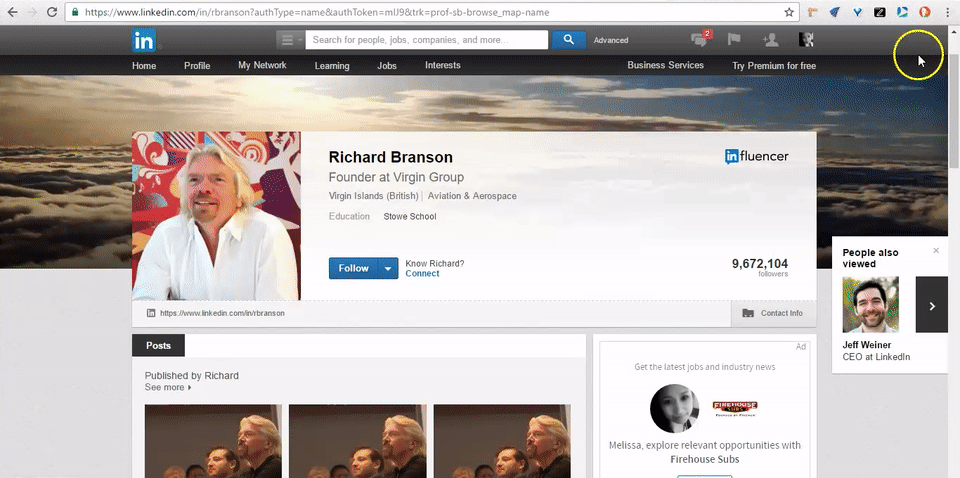 https://www.linkedin.com/in/rbranson?authType=name&authToken=mIJ9&trk=prof-sb-browse_map-name
in
Search for people, jobs, companies, and more...
Advanced
2
Home Profile My Network Learning Jobs Interests Business Services Try Premium for free
Richard Branson
influencer
Founder at Virgin Group
Virgin Islands (British) | Aviation & Aerospace
Education Stowe School
Follow
Know Richard?
Connect
9,672,104
followers
in https://www.linkedin.com/in/rbranson
Contact Info
People also
viewed
×
Jeff Weiner
CEO at LinkedIn
Posts
Published by Richard
See more
Ad
Get the latest jobs and industry news
FIREHOUSE
SUBS
Melissa, explore relevant opportunities with
Firehouse Subs